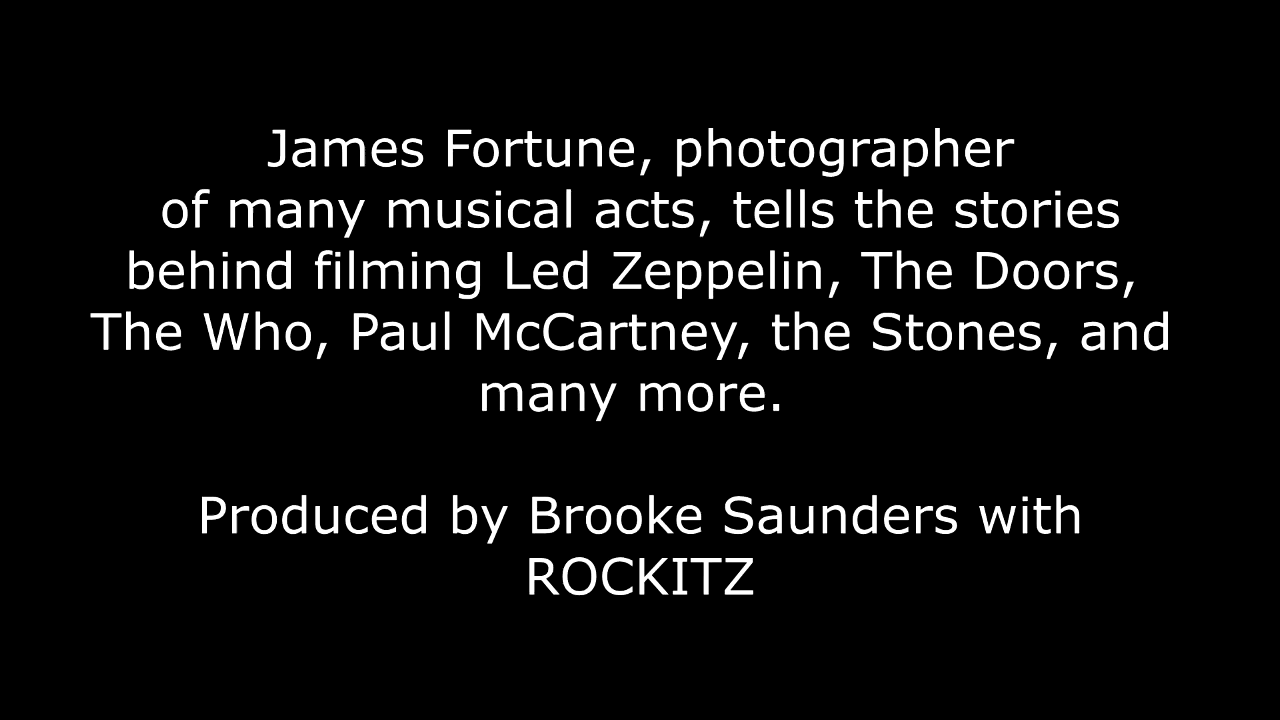 James Fortune, photographer
of many musical acts, tells the stories
behind filming Led Zeppelin, The Doors,
The Who, Paul McCartney, the Stones, and
many more.
Produced by Brooke Saunders with
ROCKITZ